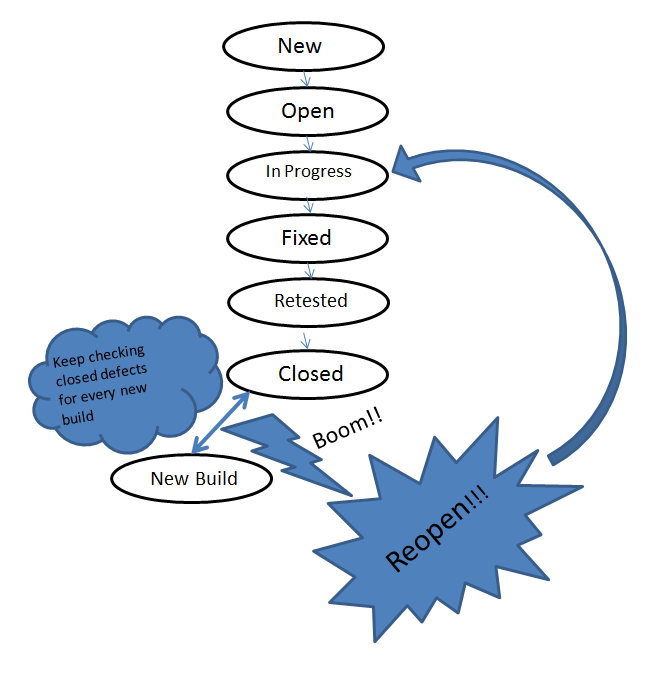 New
Open
In Progress
Fixed
Retested
Closed
Keep checking
closed defects
for every new
build
Boom!!
New Build
Reopen!!!